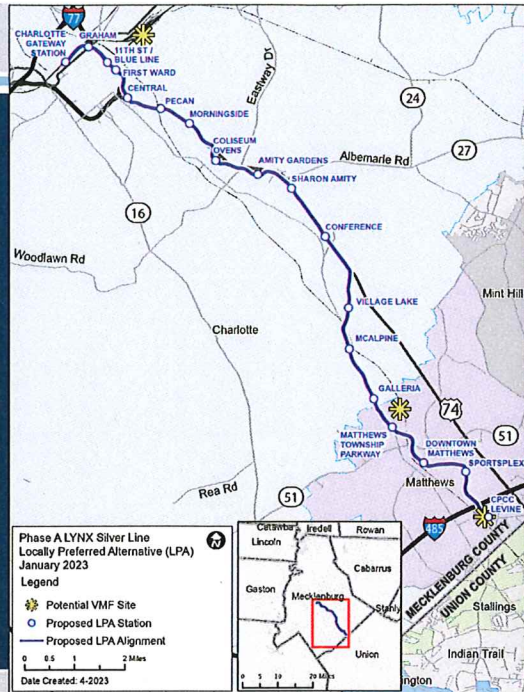 77
CHARLOTTE
GATEWAY
STATION
GRAHAM
11TH ST /
BLUE LINE
FIRST WARD
CENTRAL
PECAN
MORNINGSIDE
Eastway Dr
24
COLISEUM
OVENS
AMITY GARDENS
Albemarle Rd
27
SHARON AMITY
16
CONFERENCE
Woodlawn Rd
Mint Hill
VILLAGE LAKE
Charlotte
MCALPINE
GALLERIA
74
MATTHEWS
TOWNSHIP
PARKWAY
DOWNTOWN
MATTHEWS
51
SPORTSPLEX
Matthews
Rea Rd
51
CPCC
LEVINE
485
MECKLENBURG COUNTY
UNION COUNTY
Stallings
Indian Trail
ington
Phase A LYNX Silver Line
Locally Preferred Alternative (LPA)
January 2023
Legend
Potential VMF Site
Proposed LPA Station
Proposed LPA Alignment
0 0.5 1 2 Miles
Date Created: 4-2023
Catawba
Iredell
Rowan
Lincoln
Cabarrus
Gaston
Mecklenburg
Stanly
Union
0 5 10 20 Miles